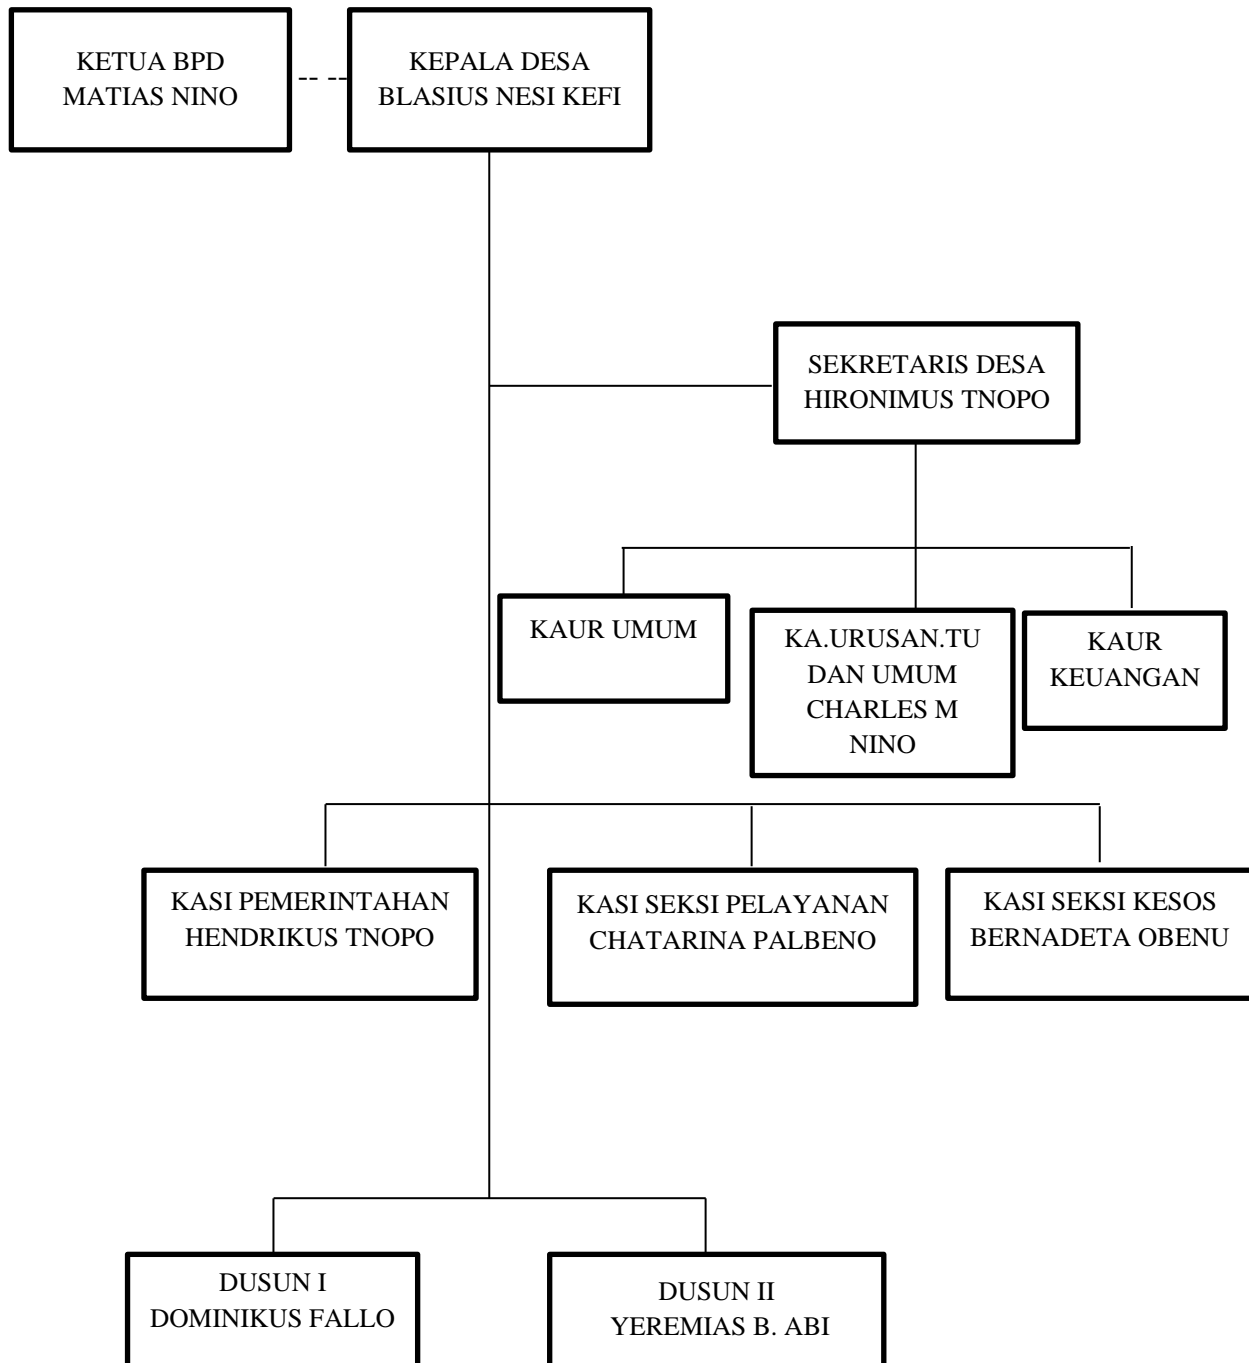 KETUA BPD
MATIAS NINO
KEPALA DESA
BLASIUS NESI KEFI
SEKRETARIS DESA
HIRONIMUS TNOPO
KAUR UMUM
KA.URUSAN.TU
DAN UMUM
CHARLES M
NINO
KAUR
KEUANGAN
KASI PEMERINTAHAN
HENDRIKUS TNOPO
KASI SEKSI PELAYANAN
CHATARINA PALBENO
KASI SEKSI KESOS
BERNADETA OBENU
DUSUN I
DOMINIKUS FALLO
DUSUN II
YEREMIAS B. ABI